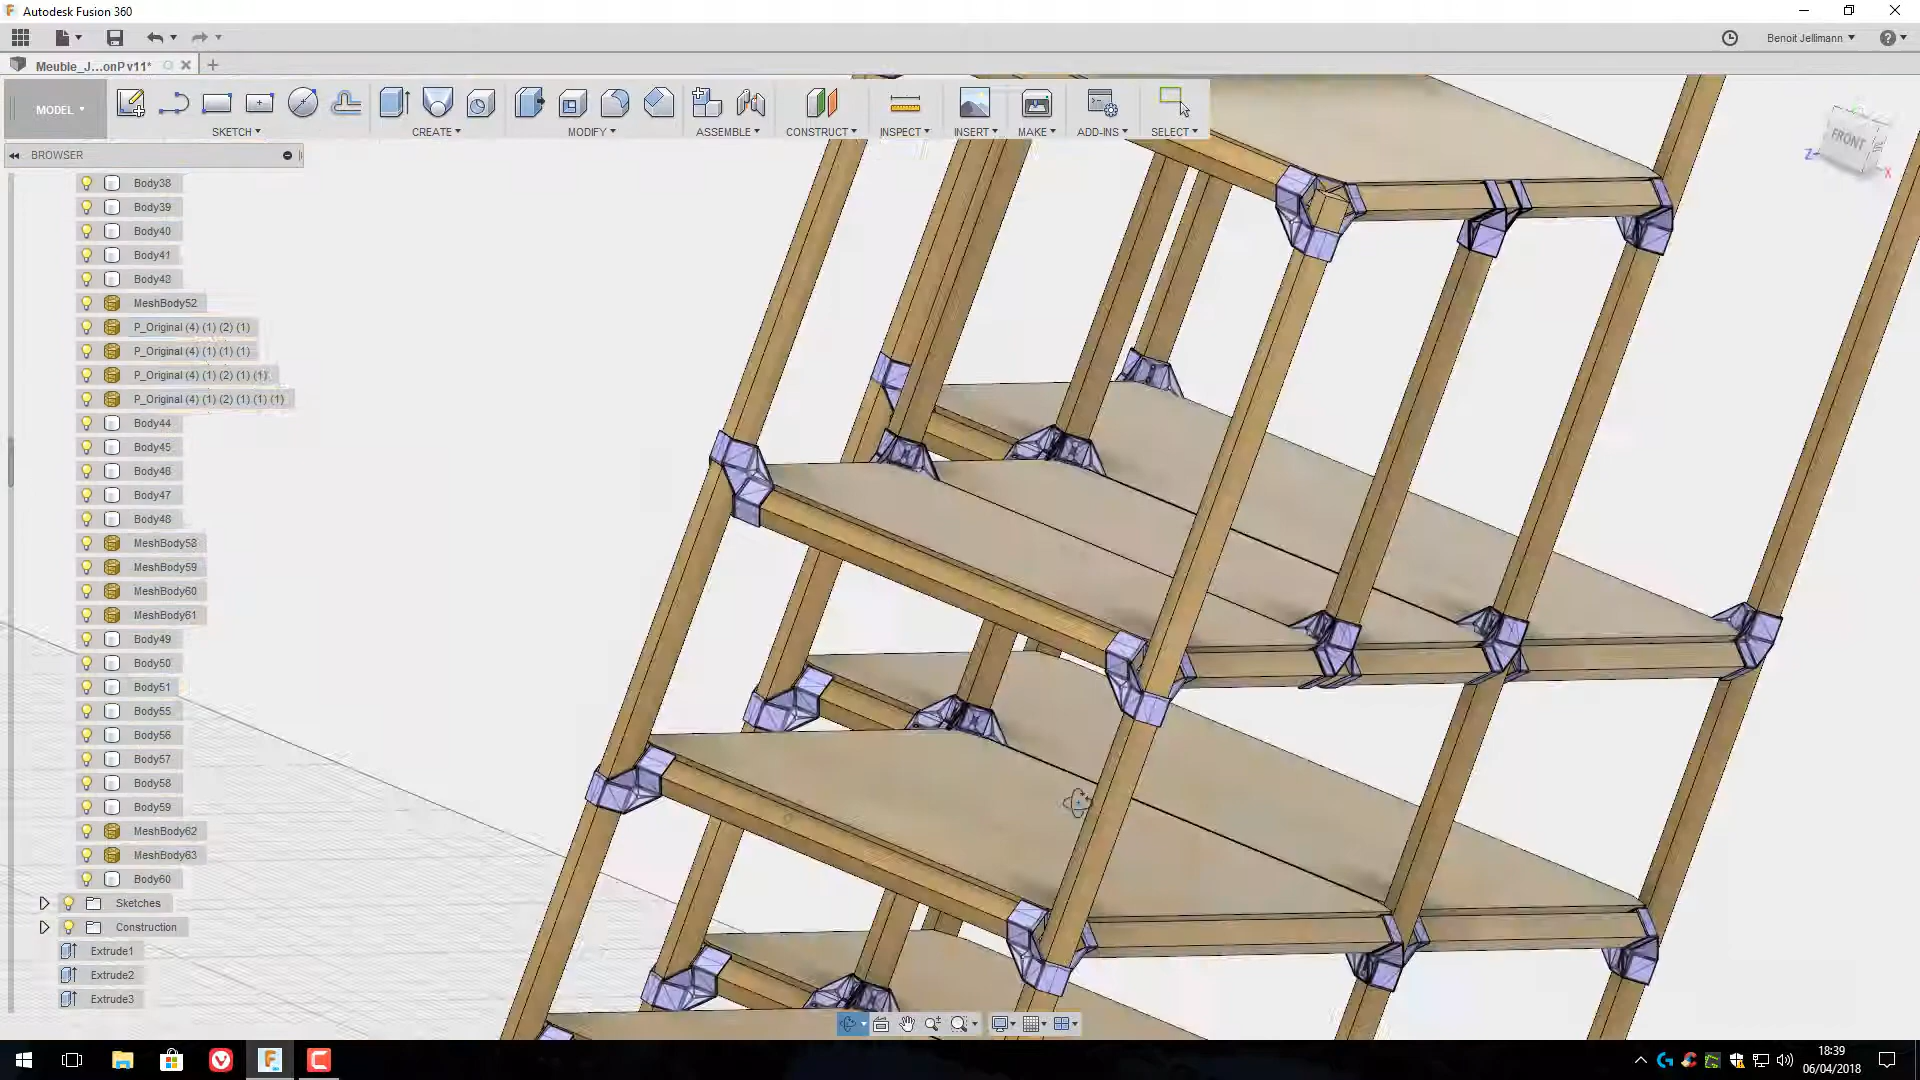 Autodesk Fusion 360
Benoit Jellimann
Meuble_J...onP v11*
MODEL
SKETCH
CREATE
MODIFY
ASSEMBLE
CONSTRUCT
INSPECT
INSERT
MAKE
ADD-INS
SELECT
BROWSER
FRONT
Z
X
Body38
Body39
Body40
Body41
Body43
MeshBody52
P_Original (4) (1) (2) (1)
P_Original (4) (1) (1) (1)
P_Original (4) (1) (2) (1) (1)
P_Original (4) (1) (2) (1) (1) (1)
Body44
Body45
Body46
Body47
Body48
MeshBody58
MeshBody59
MeshBody60
MeshBody61
Body49
Body50
Body51
Body55
Body56
Body57
Body58
Body59
MeshBody62
MeshBody63
Body60
Sketches
Construction
Extrude1
Extrude2
Extrude3
18:39
06/04/2018